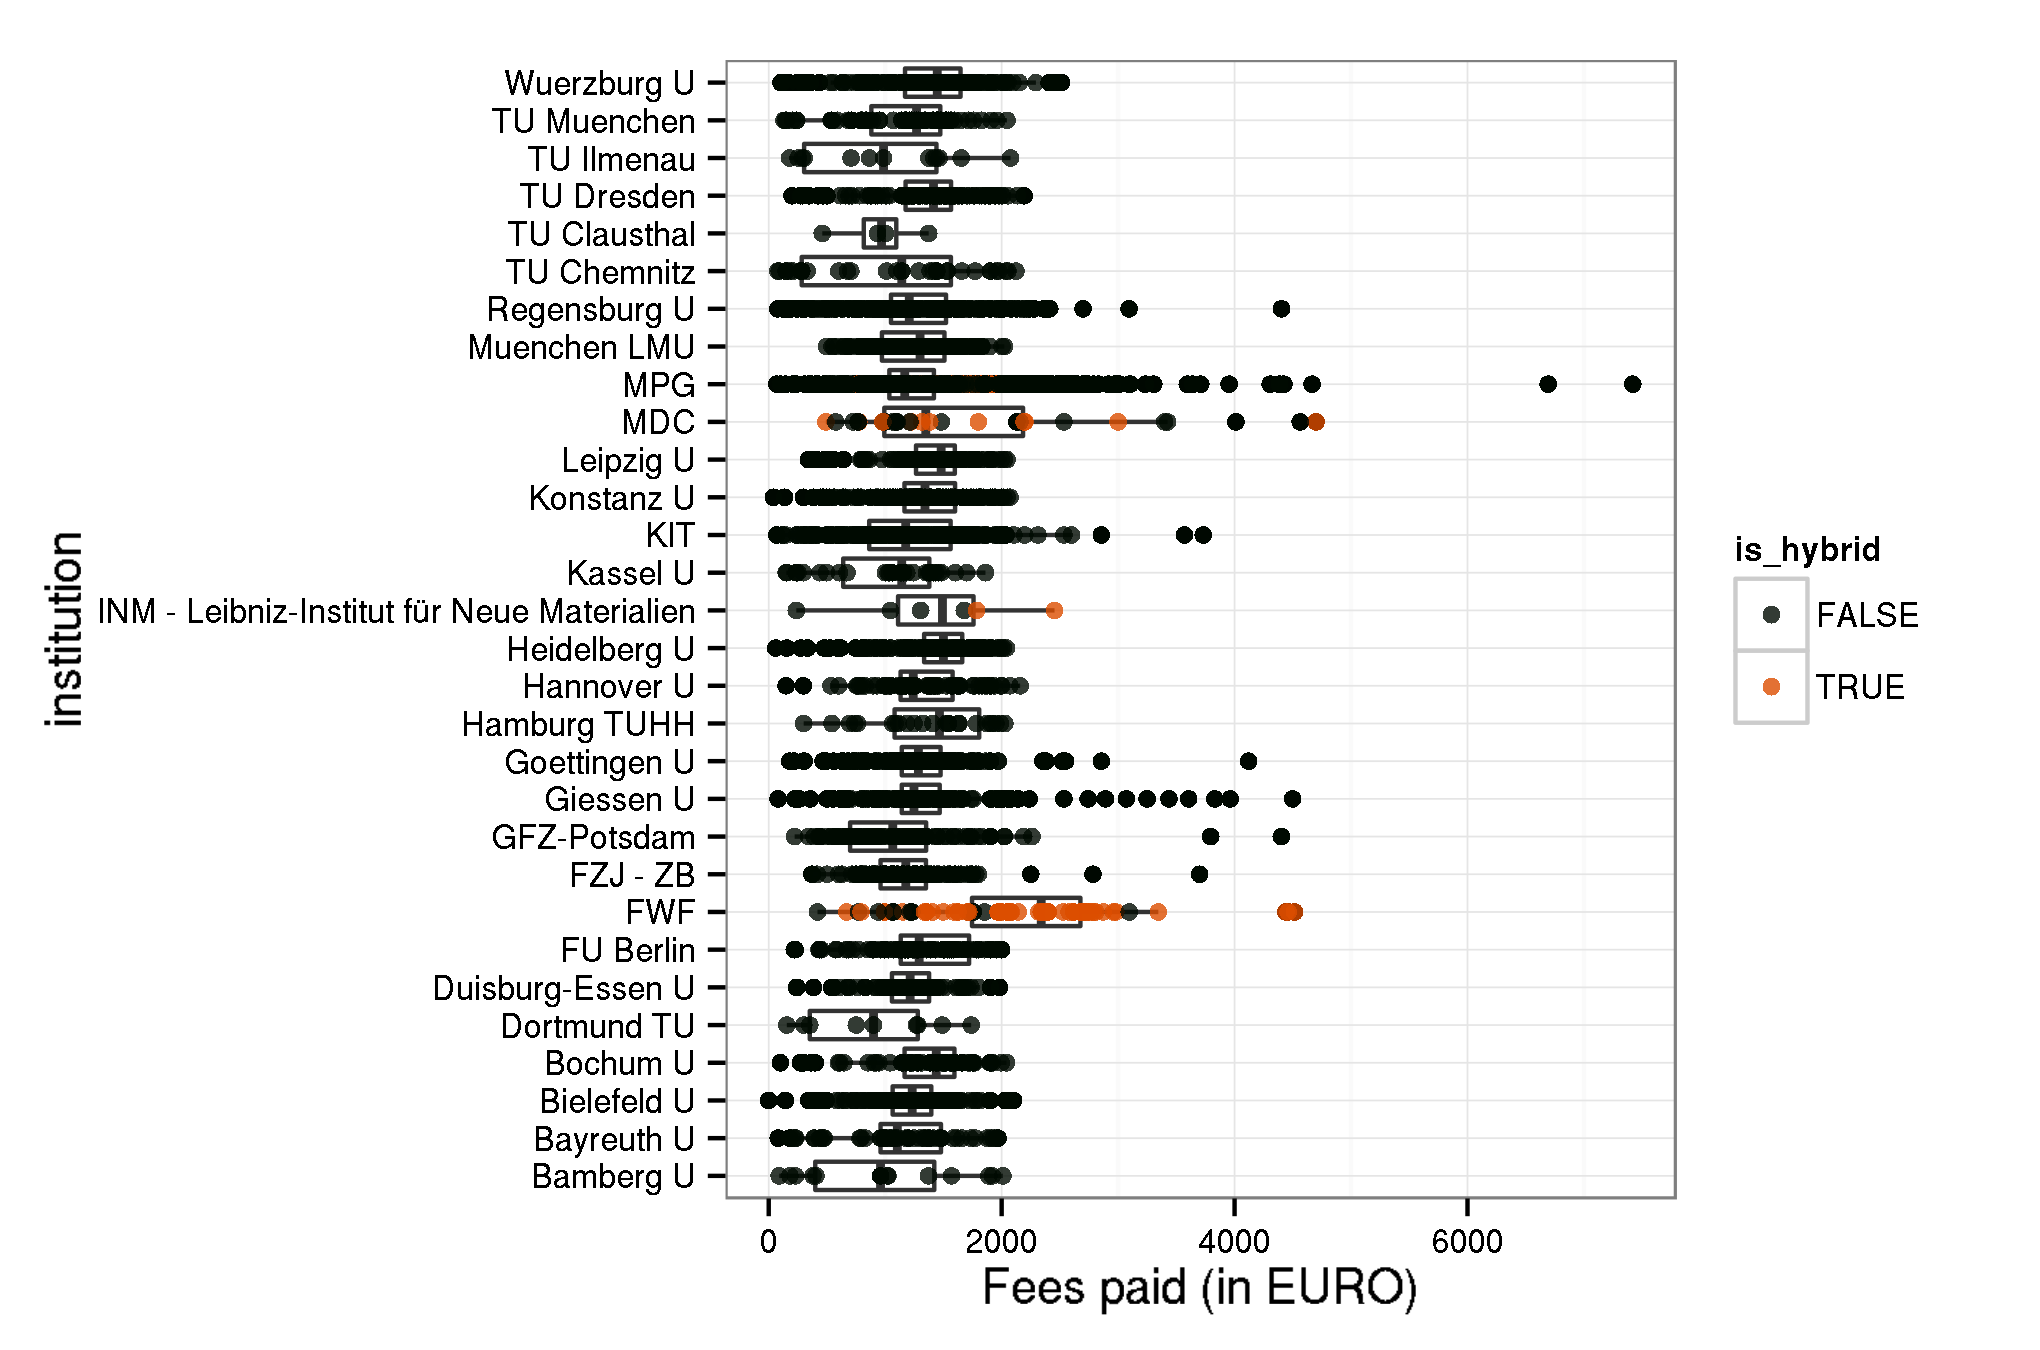 Wuerzburg U
TU Muenchen
TU Ilmenau
TU Dresden
TU Clausthal
TU Chemnitz
Regensburg U
Muenchen LMU
MPG
MDC
Leipzig U
Konstanz U
KIT
Kassel U
INM - Leibniz-Institut für Neue Materialien
Heidelberg U
Hannover U
Hamburg TUHH
Goettingen U
Giessen U
GFZ-Potsdam
FZJ - ZB
FWF
FU Berlin
Duisburg-Essen U
Dortmund TU
Bochum U
Bielefeld U
Bayreuth U
Bamberg U
institution
0 2000 4000 6000
Fees paid (in EURO)
is_hybrid
FALSE
TRUE